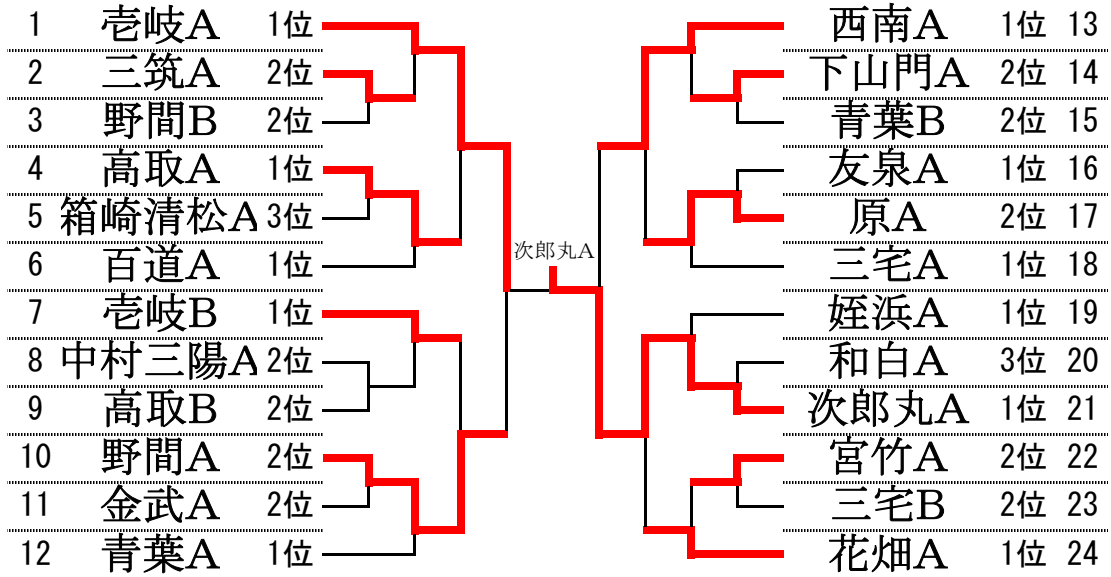 1 壱岐A 1位
2 三筑A 2位
3 野間B 2位
4 高取A 1位
5 箱崎清松A 3位
6 百道A 1位
7 壱岐B 1位
8 中村三陽A 2位
9 高取B 2位
10 野間A 2位
11 金武A 2位
12 青葉A 1位
次郎丸A
西南A 1位 13
下山門A 2位 14
青葉B 2位 15
友泉A 1位 16
原A 2位 17
三宅A 1位 18
姪浜A 1位 19
和白A 3位 20
次郎丸A 1位 21
宮竹A 2位 22
三宅B 2位 23
花畑A 1位 24